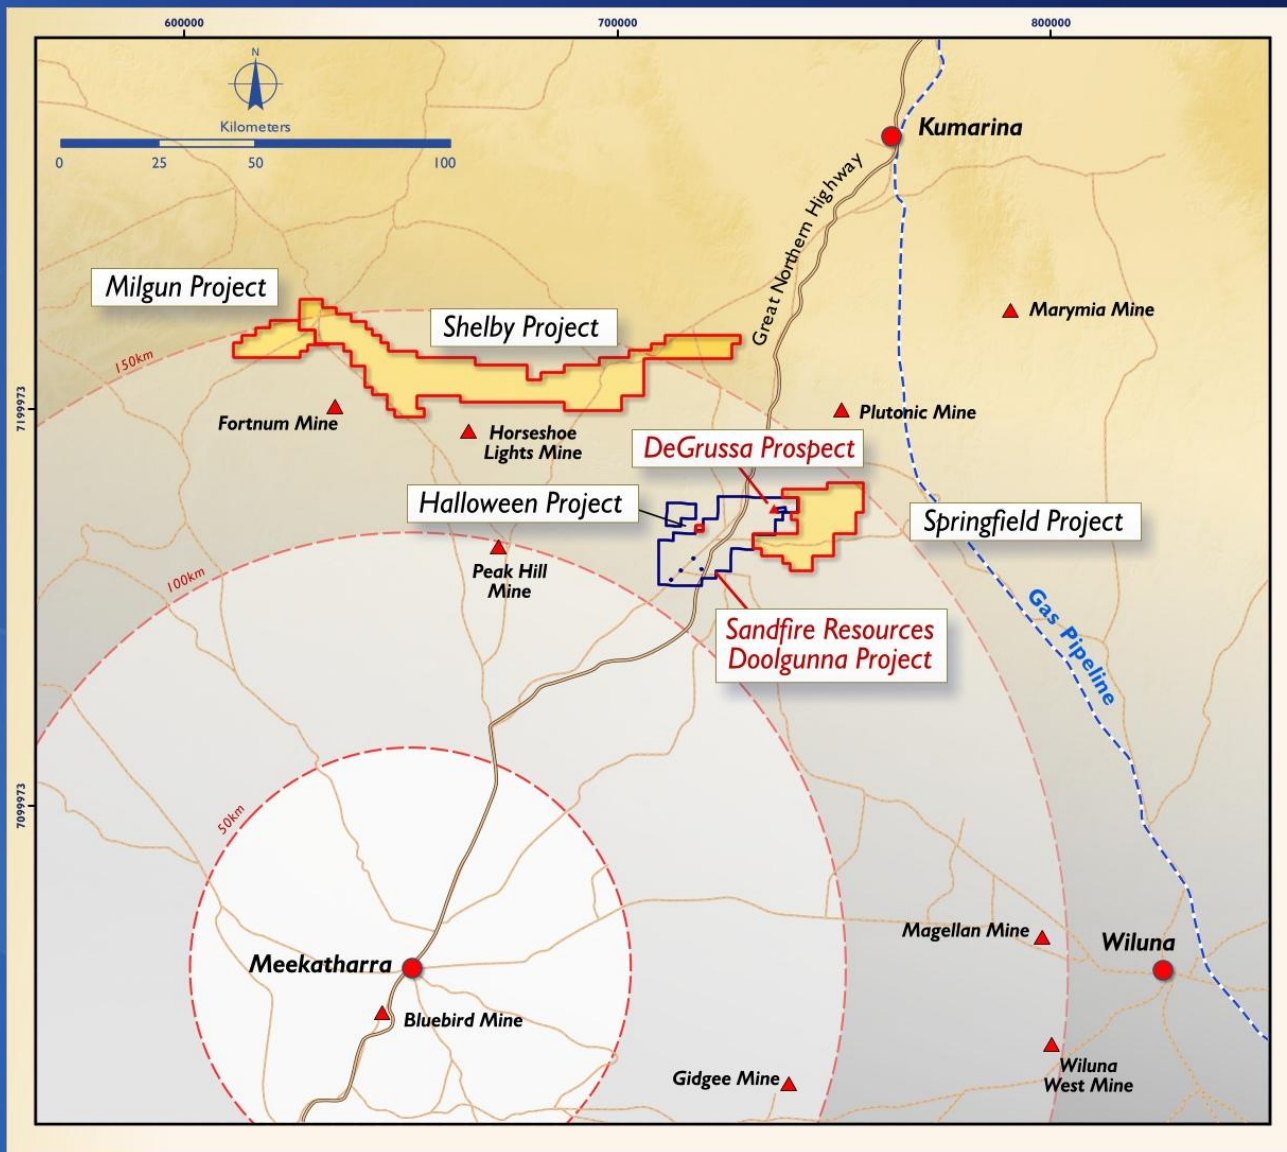 600000
700000
800000
N
Kilometers
0
25
50
100
Kumarina
Great Northern Highway
Milgun Project
Shelby Project
Marymia Mine
150km
7199973
Fortnum Mine
Plutonic Mine
Horseshoe
Lights Mine
DeGrussa Prospect
Halloween Project
Springfield Project
Peak Hill
Mine
100km
Gas Pipeline
Sandfire Resources
Doolgunna Project
7099973
50km
Magellan Mine
Wiluna
Meekatharra
Bluebird Mine
Gidgee Mine
Wiluna
West Mine